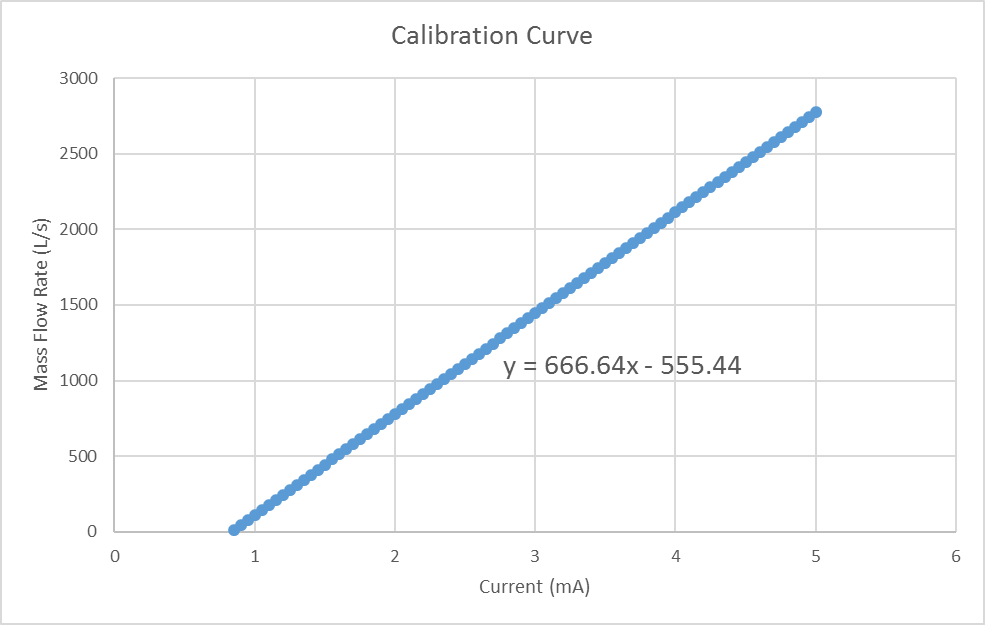 Calibration Curve
3000
2500
2000
1500
1000
500
0
Mass Flow Rate (L/s)
y = 666.64x - 555.44
0 1 2 3 4 5 6
Current (mA)